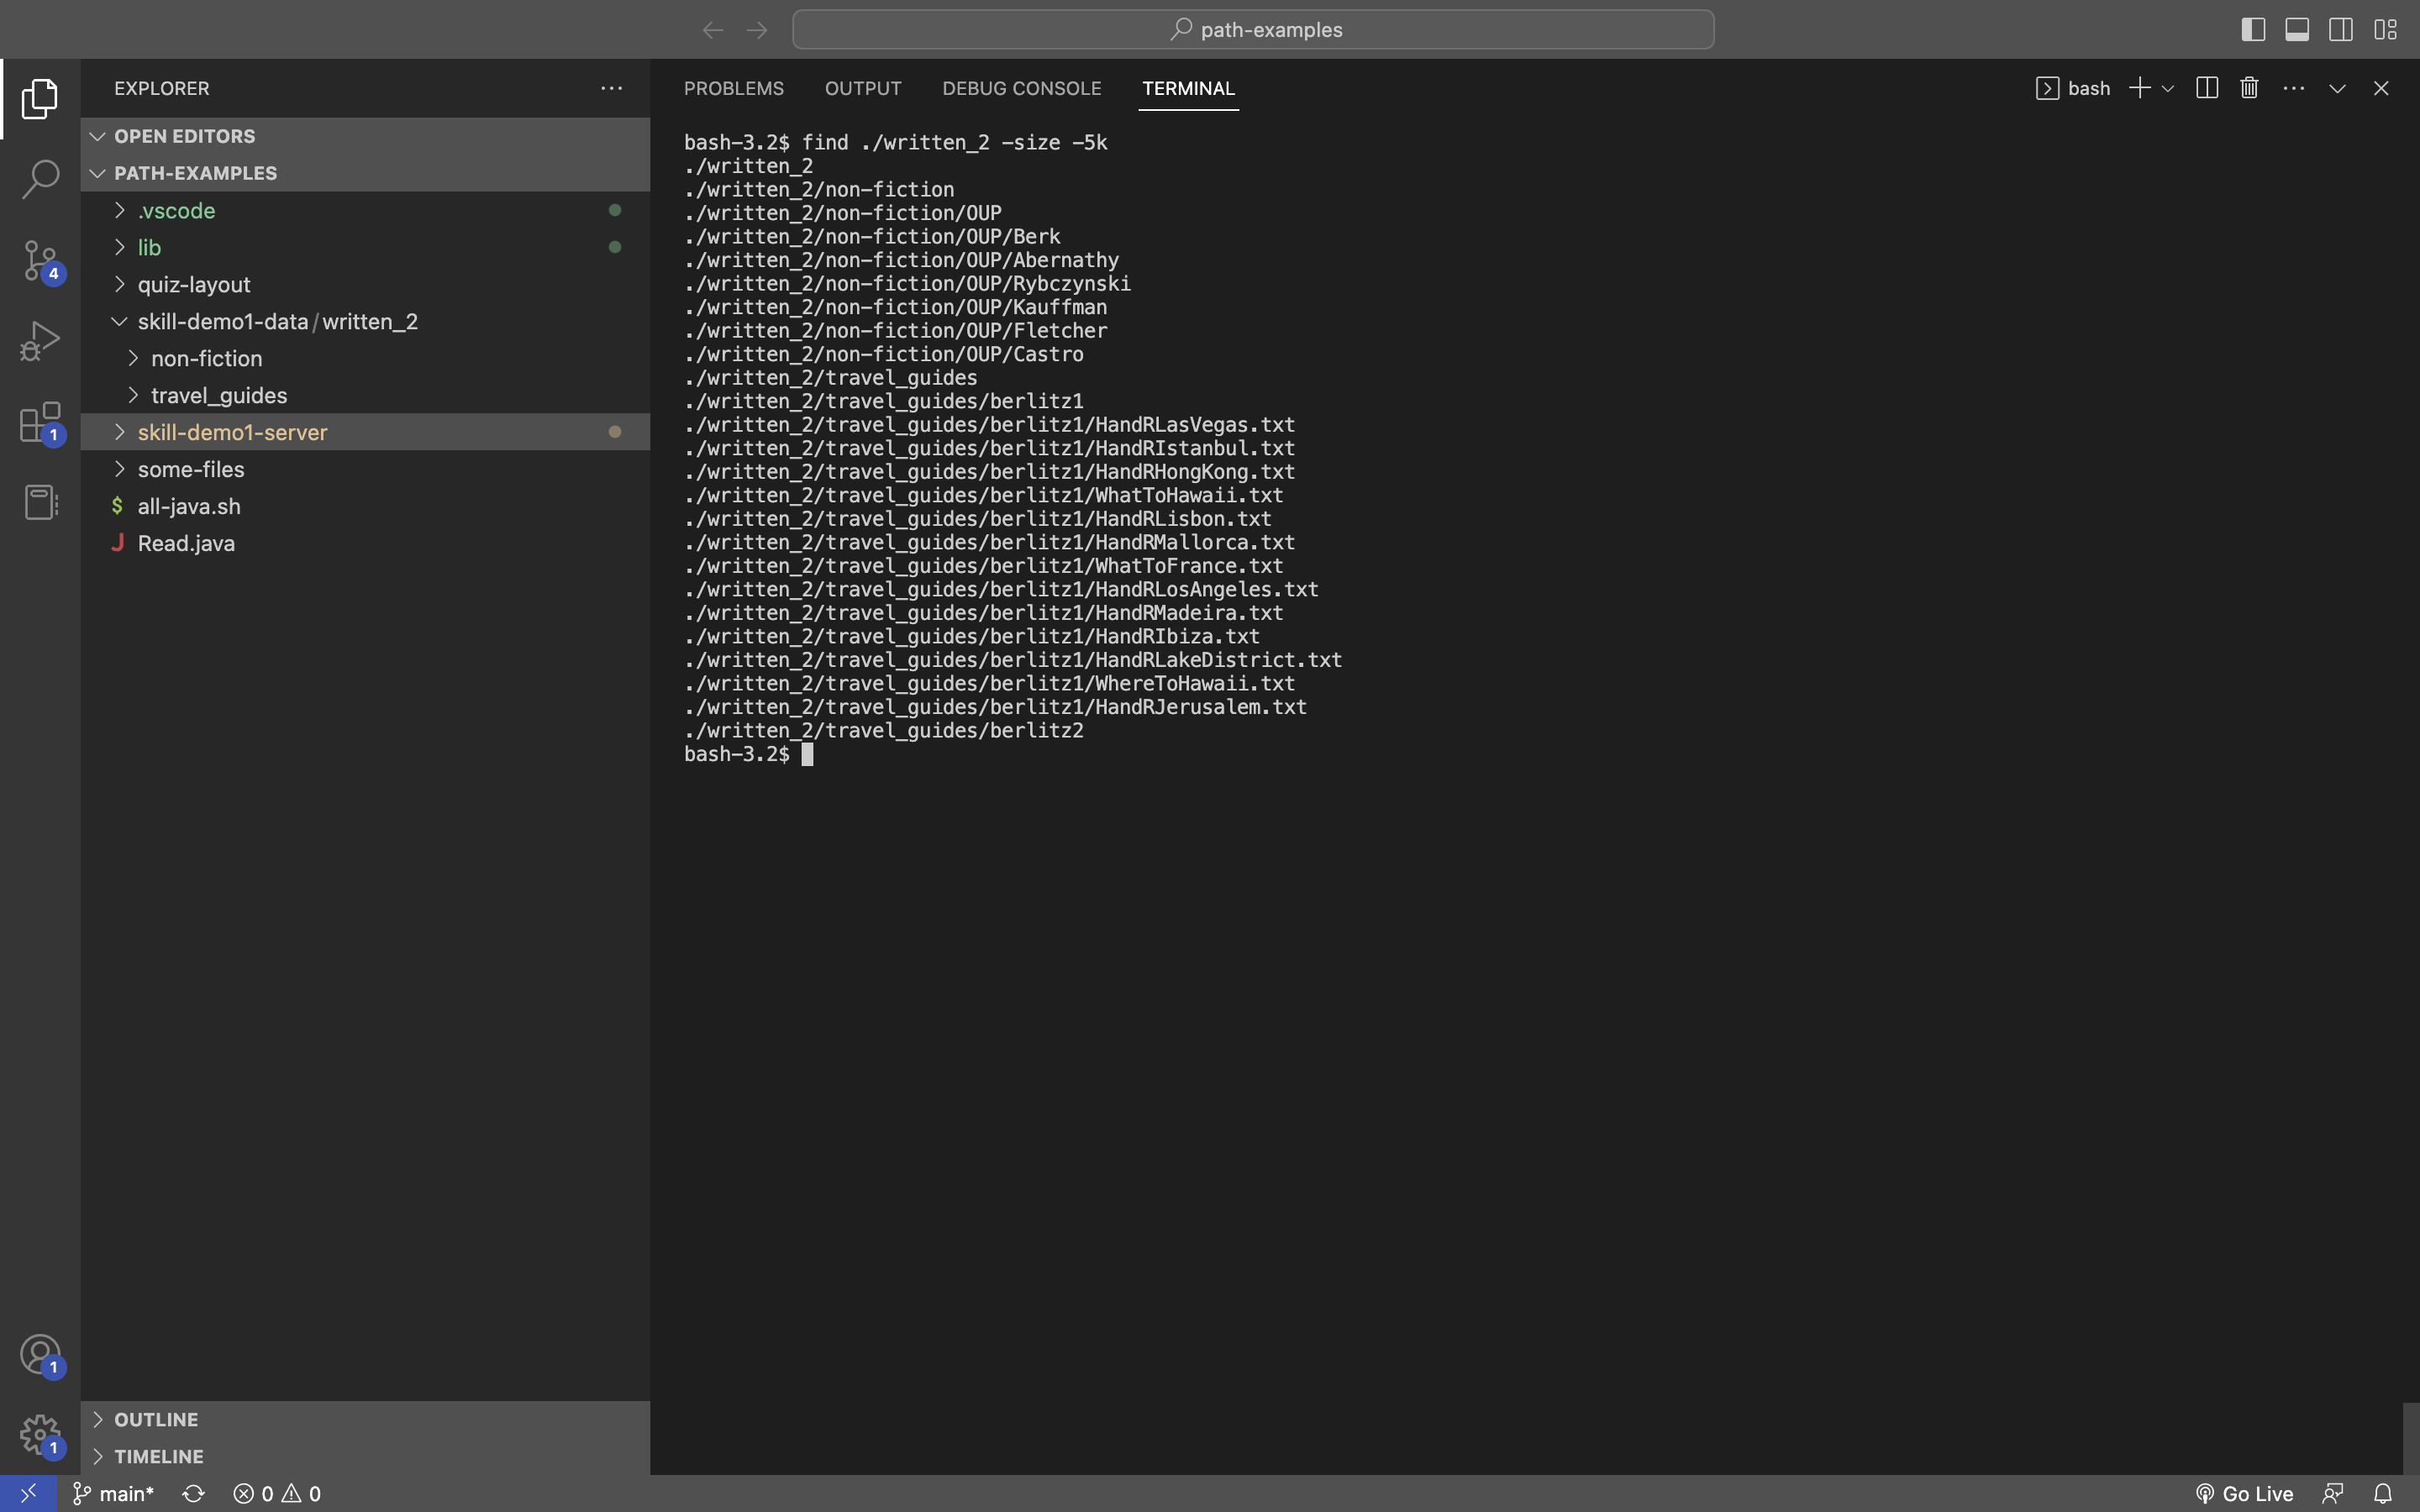 path-examples
EXPLORER
OPEN EDITORS
PATH-EXAMPLES
.vscode
lib
quiz-layout
skill-demo1-data/written_2
non-fiction
travel_guides
skill-demo1-server
some-files
$ all-java.sh
J Read.java
4
1
OUTLINE
TIMELINE
1
1
PROBLEMS OUTPUT DEBUG CONSOLE TERMINAL
bash
bash-3.2$ find ./written_2 -size -5k
./written_2
./written_2/non-fiction
./written_2/non-fiction/OUP
./written_2/non-fiction/OUP/Berk
./written_2/non-fiction/OUP/Abernathy
./written_2/non-fiction/OUP/Rybczynski
./written_2/non-fiction/OUP/Kauffman
./written_2/non-fiction/OUP/Fletcher
./written_2/non-fiction/OUP/Castro
./written_2/travel_guides
./written_2/travel_guides/berlitz1
./written_2/travel_guides/berlitz1/HandRLasVegas.txt
./written_2/travel_guides/berlitz1/HandRIstanbul.txt
./written_2/travel_guides/berlitz1/HandRHongKong.txt
./written_2/travel_guides/berlitz1/WhatToHawaii.txt
./written_2/travel_guides/berlitz1/HandRLisbon.txt
./written_2/travel_guides/berlitz1/HandRMallorca.txt
./written_2/travel_guides/berlitz1/WhatToFrance.txt
./written_2/travel_guides/berlitz1/HandRLosAngeles.txt
./written_2/travel_guides/berlitz1/HandRMadeira.txt
./written_2/travel_guides/berlitz1/HandRIbiza.txt
./written_2/travel_guides/berlitz1/HandRLakeDistrict.txt
./written_2/travel_guides/berlitz1/WhereToHawaii.txt
./written_2/travel_guides/berlitz1/HandRJerusalem.txt
./written_2/travel_guides/berlitz2
bash-3.2$
main* 0 0
Go Live